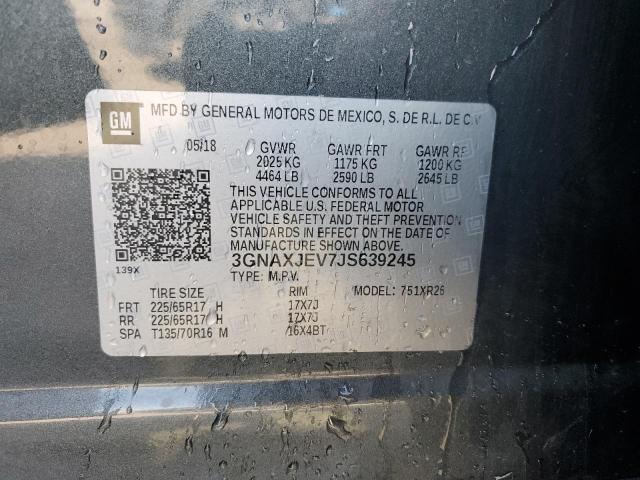 GM MFD BY GENERAL MOTORS DE MEXICO, S. DE R.L. DE C.V
05/18 GVWR GAWR FRT GAWR RR
2025 KG 1175 KG 1200 KG
4464 LB 2590 LB 2645 LB
THIS VEHICLE CONFORMS TO ALL
APPLICABLE U.S. FEDERAL MOTOR
VEHICLE SAFETY AND THEFT PREVENTION
STANDARDS IN EFFECT ON THE DATE OF
MANUFACTURE SHOWN ABOVE.
139X 3GNAXJEV7JS639245
TYPE: M.P.V.
TIRE SIZE RIM MODEL: 751XR26
FRT 225/65R17 H 17X7J
RR 225/65R17 H 17X7J
SPA T135/70R16 M 16X4BT